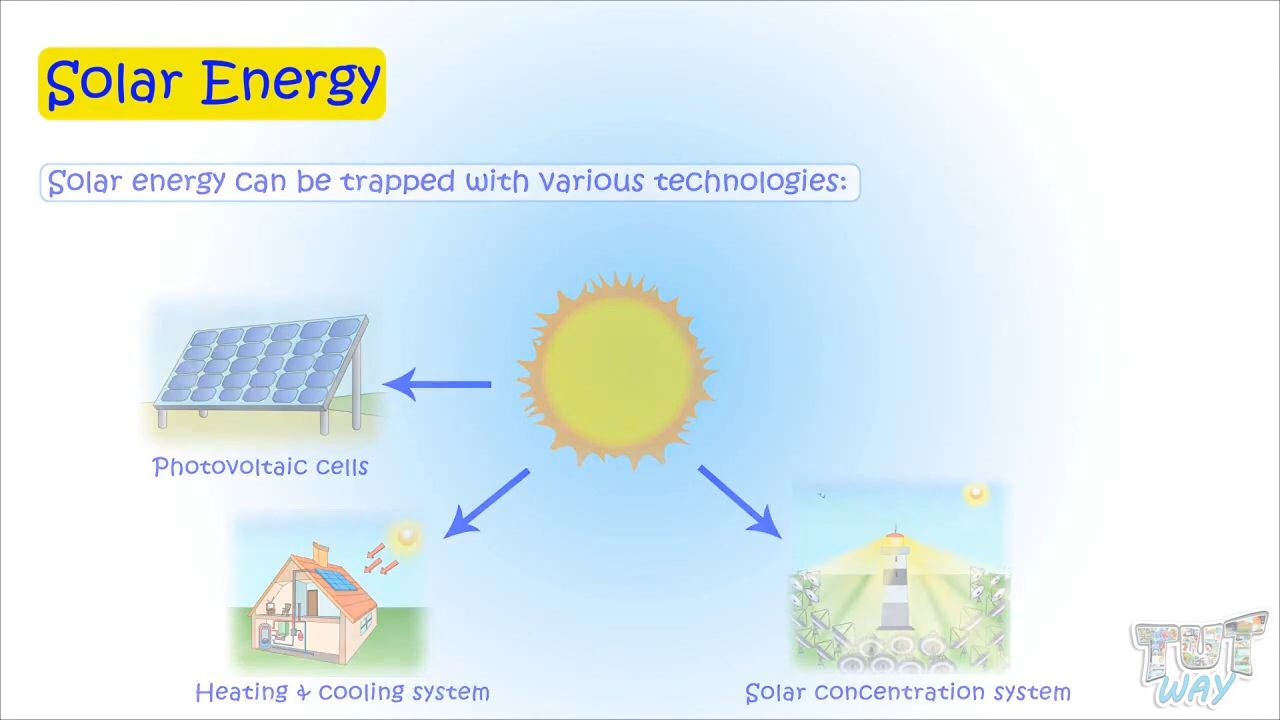 Solar Energy
Solar energy can be trapped with various technologies:
Photovoltaic cells
Heating & cooling system
Solar concentration system
TUT
WAY